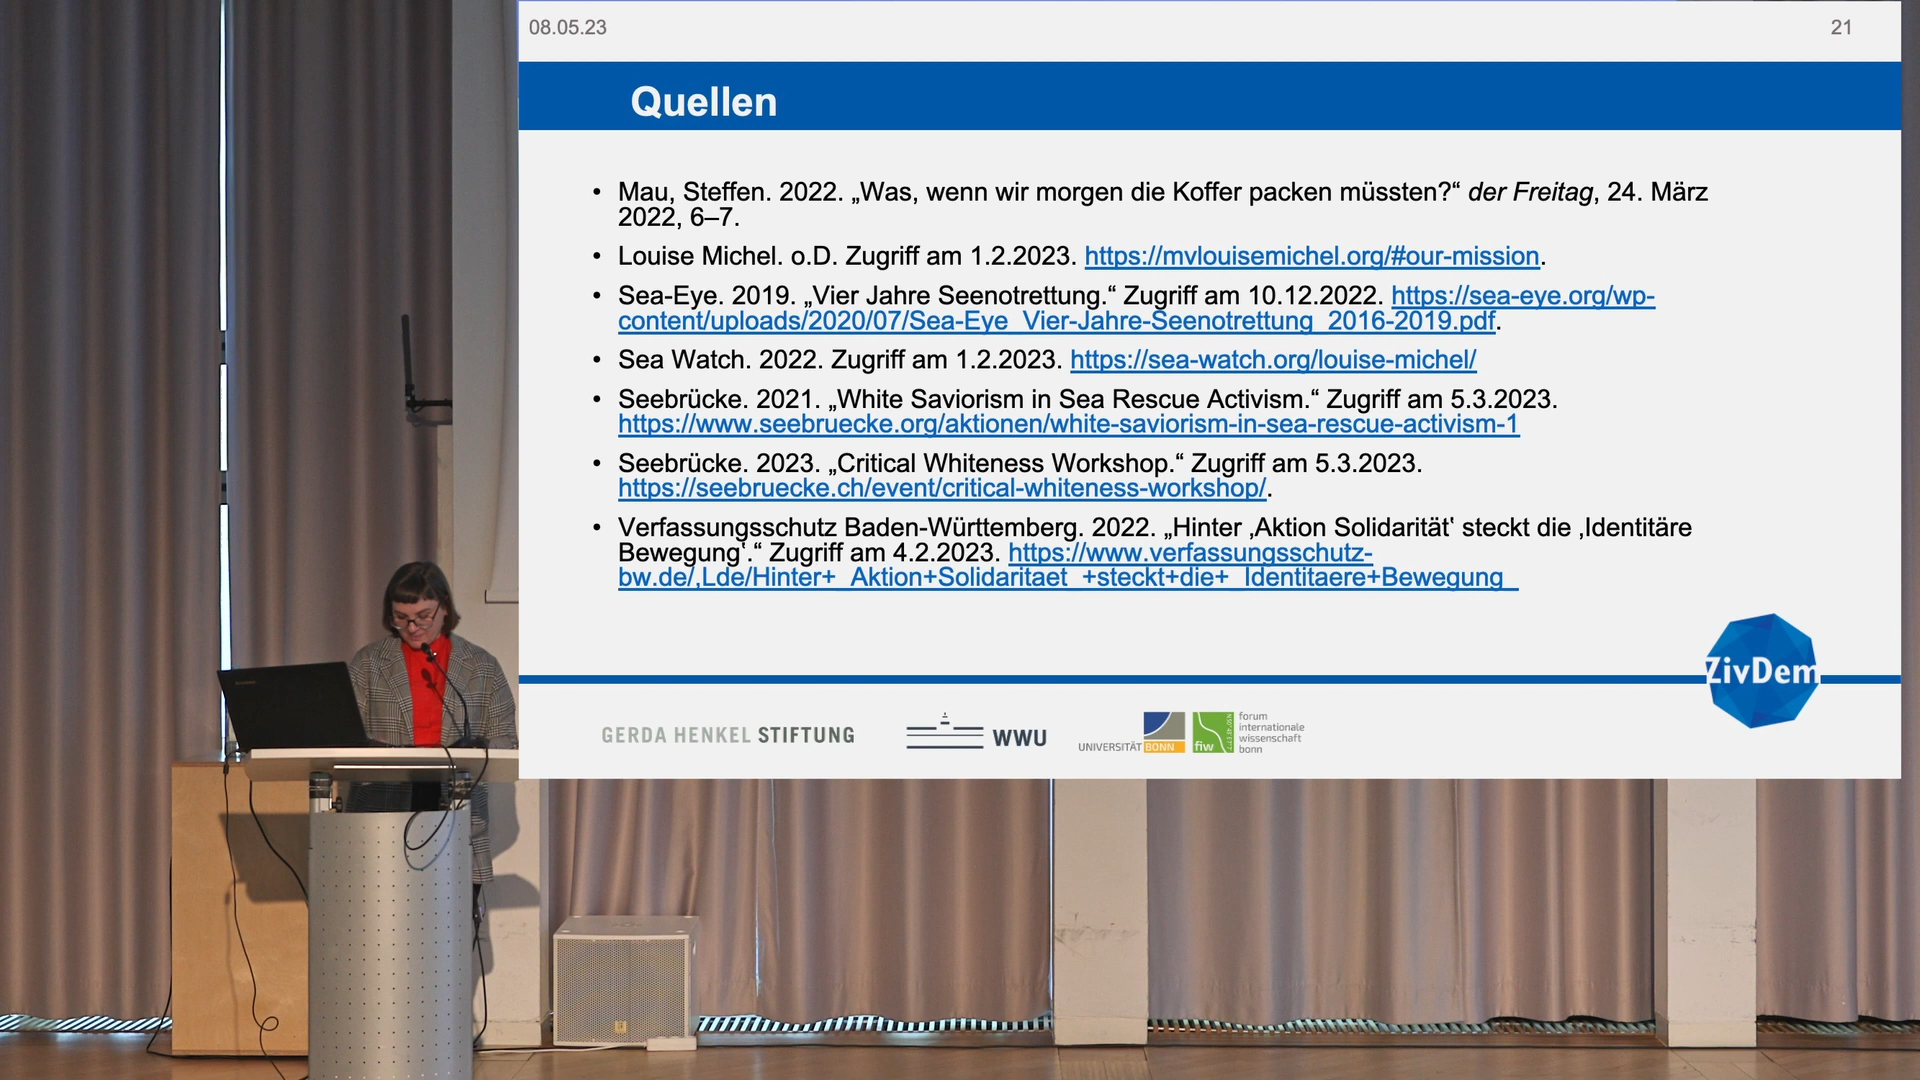 08.05.23
21
Quellen
• Mau, Steffen. 2022. „Was, wenn wir morgen die Koffer packen müssten?“ der Freitag, 24. März
2022, 6–7.
• Louise Michel. o.D. Zugriff am 1.2.2023. https://mvlouisemichel.org/#our-mission.
• Sea-Eye. 2019. „Vier Jahre Seenotrettung.“ Zugriff am 10.12.2022. https://sea-eye.org/wp-
content/uploads/2020/07/Sea-Eye_Vier-Jahre-Seenotrettung_2016-2019.pdf.
• Sea Watch. 2022. Zugriff am 1.2.2023. https://sea-watch.org/louise-michel/
• Seebrücke. 2021. „White Saviorism in Sea Rescue Activism.“ Zugriff am 5.3.2023.
https://www.seebruecke.org/aktionen/white-saviorism-in-sea-rescue-activism-1
• Seebrücke. 2023. „Critical Whiteness Workshop.“ Zugriff am 5.3.2023.
https://seebruecke.ch/event/critical-whiteness-workshop/.
• Verfassungsschutz Baden-Württemberg. 2022. „Hinter ‚Aktion Solidarität‛ steckt die ‚Identitäre
Bewegung‛.“ Zugriff am 4.2.2023. https://www.verfassungsschutz-
bw.de/,Lde/Hinter+_Aktion+Solidaritaet_+steckt+die+_Identitaere+Bewegung_
ZivDem
GERDA HENKEL STIFTUNG
WWU
UNIVERSITÄT BONN
fiw
forum
internationale
wissenschaft
bonn